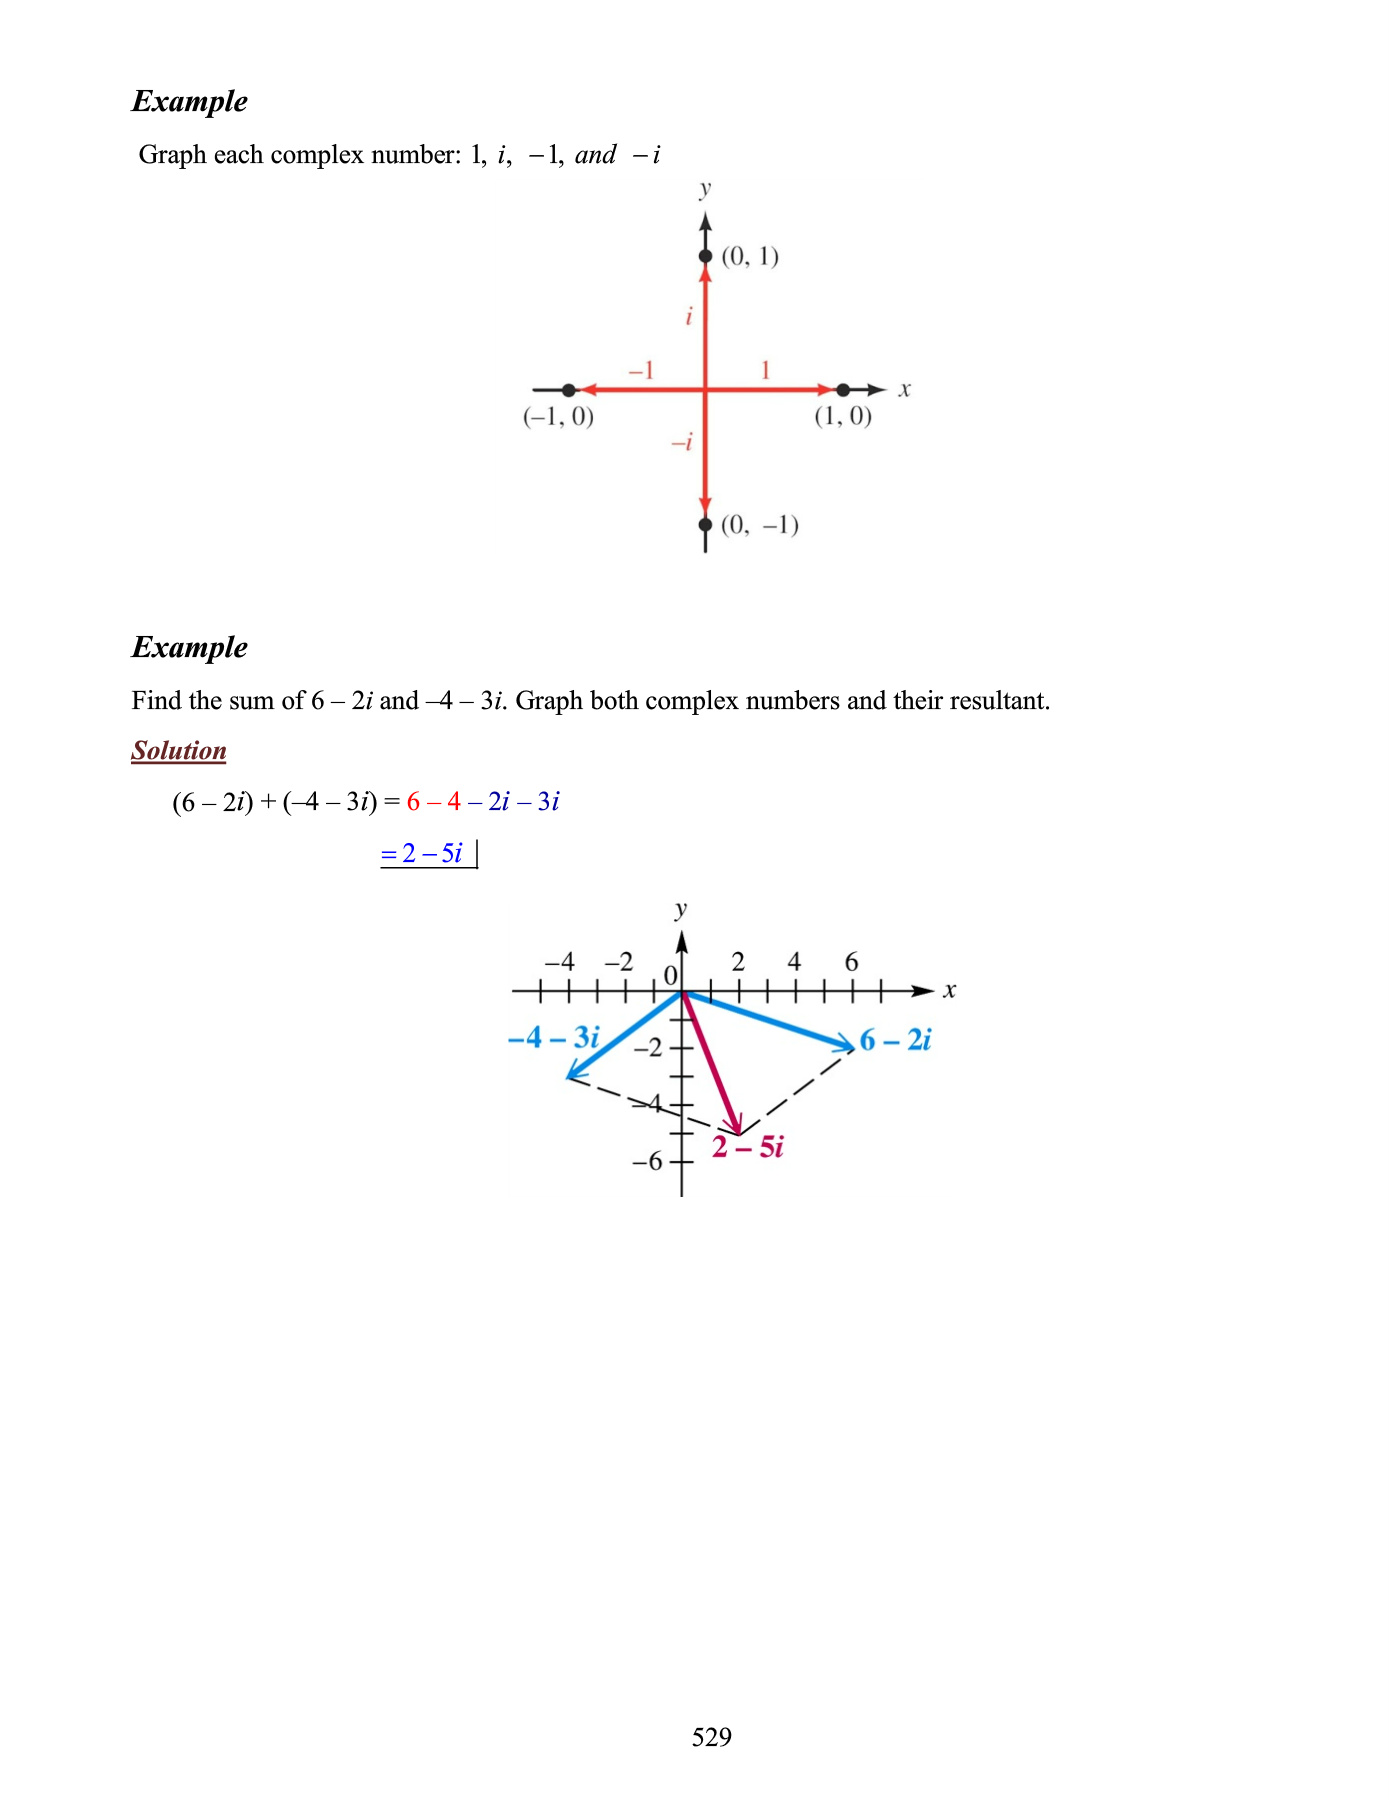 Example
Graph each complex number: 1, i, −1, and −i
y
(0, 1)
i
−1
1
x
(−1, 0)
(1, 0)
−i
(0, −1)
Example
Find the sum of 6 – 2i and –4 – 3i. Graph both complex numbers and their resultant.
Solution
(6 – 2i) + (–4 – 3i) = 6 – 4 – 2i – 3i
= 2 – 5i
y
−4 −2 0 2 4 6
x
−4 – 3i
−2
6 – 2i
−4
2 – 5i
−6
529